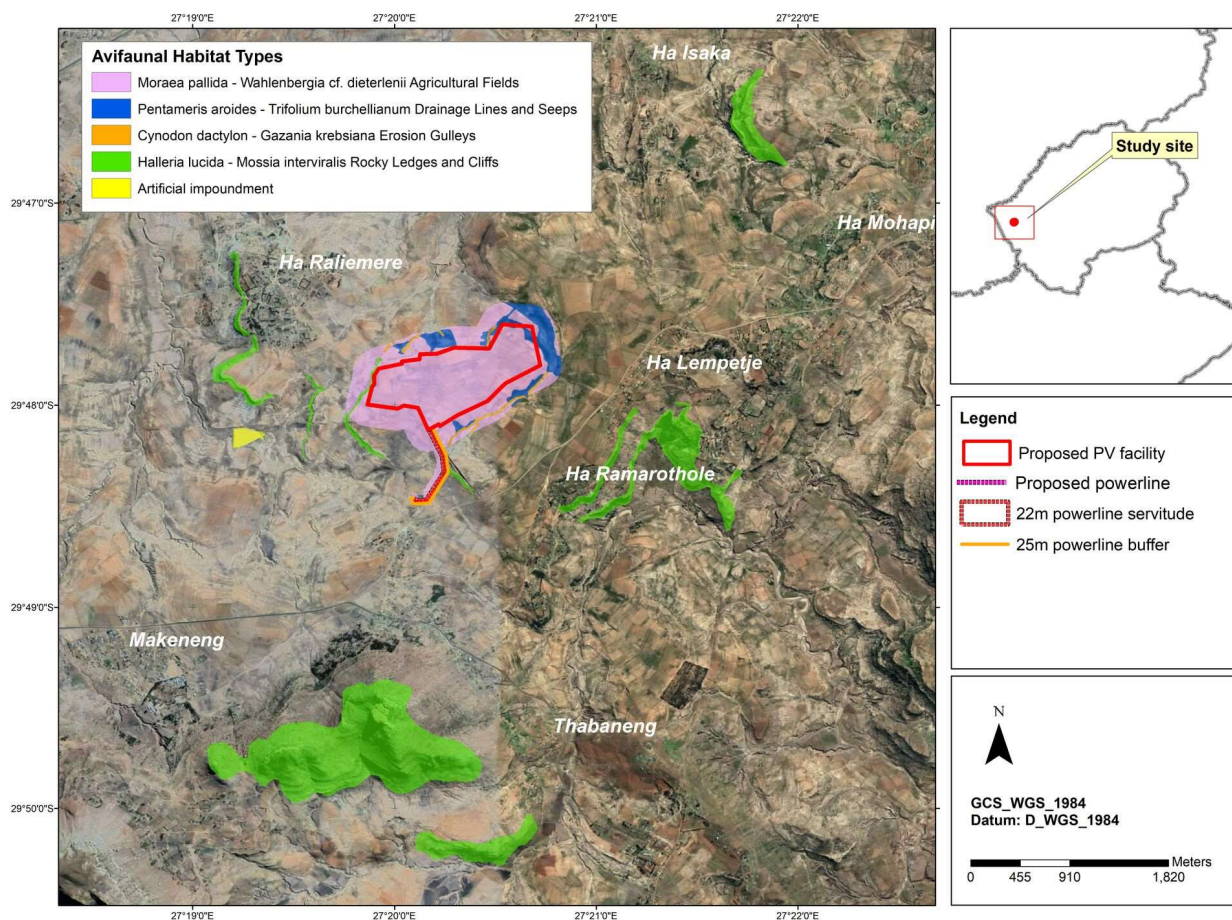 27°19'0"E
27°20'0"E
27°21'0"E
27°22'0"E
Avifaunal Habitat Types
Moraea pallida - Wahlenbergia cf. dieterlenii Agricultural Fields
Pentameris aroides - Trifolium burchellianum Drainage Lines and Seeps
Cynodon dactylon - Gazania krebsiana Erosion Gulleys
Halleria lucida - Mossia interviralis Rocky Ledges and Cliffs
Artificial impoundment
Ha Isaka
Study site
29°47'0"S
Ha Mohapi
Ha Raliemere
Ha Lempetje
29°48'0"S
Ha Ramarothole
Legend
Proposed PV facility
Proposed powerline
22m powerline servitude
25m powerline buffer
29°49'0"S
Makeneng
Thabaneng
29°50'0"S
N
GCS_WGS_1984
Datum: D_WGS_1984
Meters
0 455 910 1,820
27°19'0"E
27°20'0"E
27°21'0"E
27°22'0"E